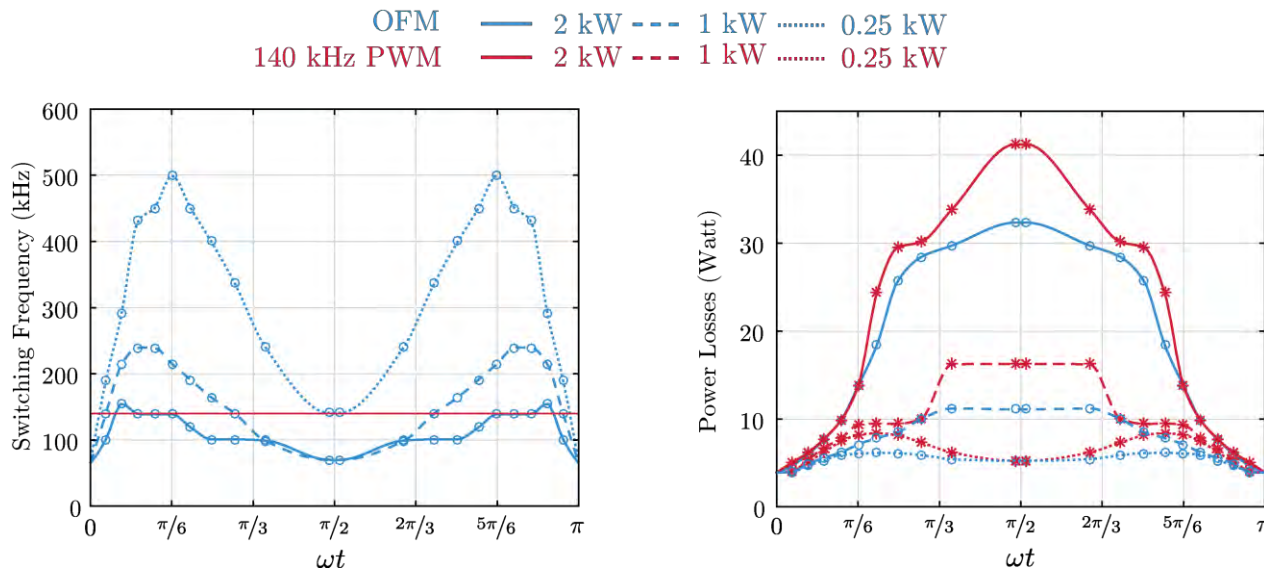 OFM 2 kW 1 kW 0.25 kW
140 kHz PWM 2 kW 1 kW 0.25 kW
Switching Frequency (kHz)
600
500
400
300
200
100
0
0 π/6 π/3 π/2 2π/3 5π/6 π
ωt
Power Losses (Watt)
40
30
20
10
0
0 π/6 π/3 π/2 2π/3 5π/6 π
ωt